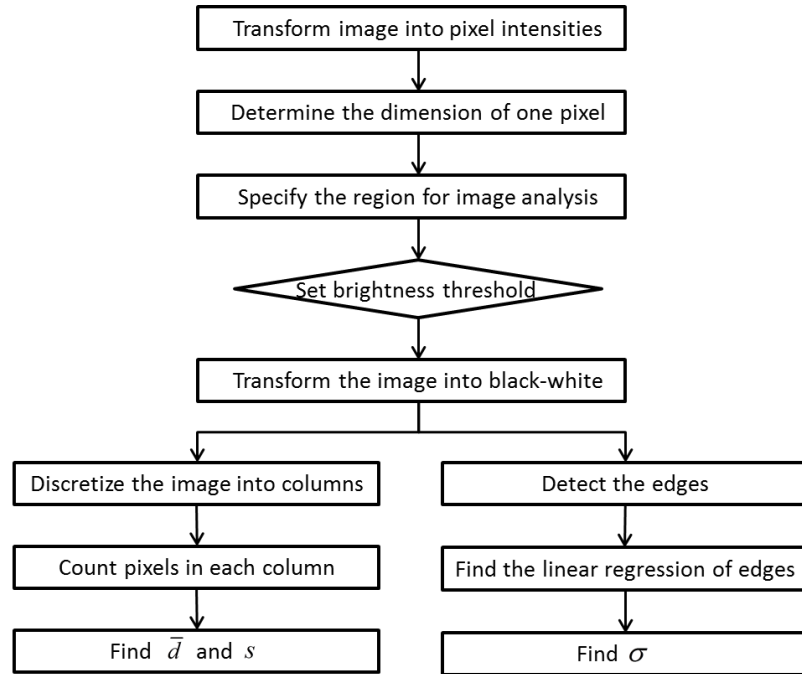 Transform image into pixel intensities
Determine the dimension of one pixel
Specify the region for image analysis
Set brightness threshold
Transform the image into black-white
Discretize the image into columns
Count pixels in each column
Find d̅ and s
Detect the edges
Find the linear regression of edges
Find σ